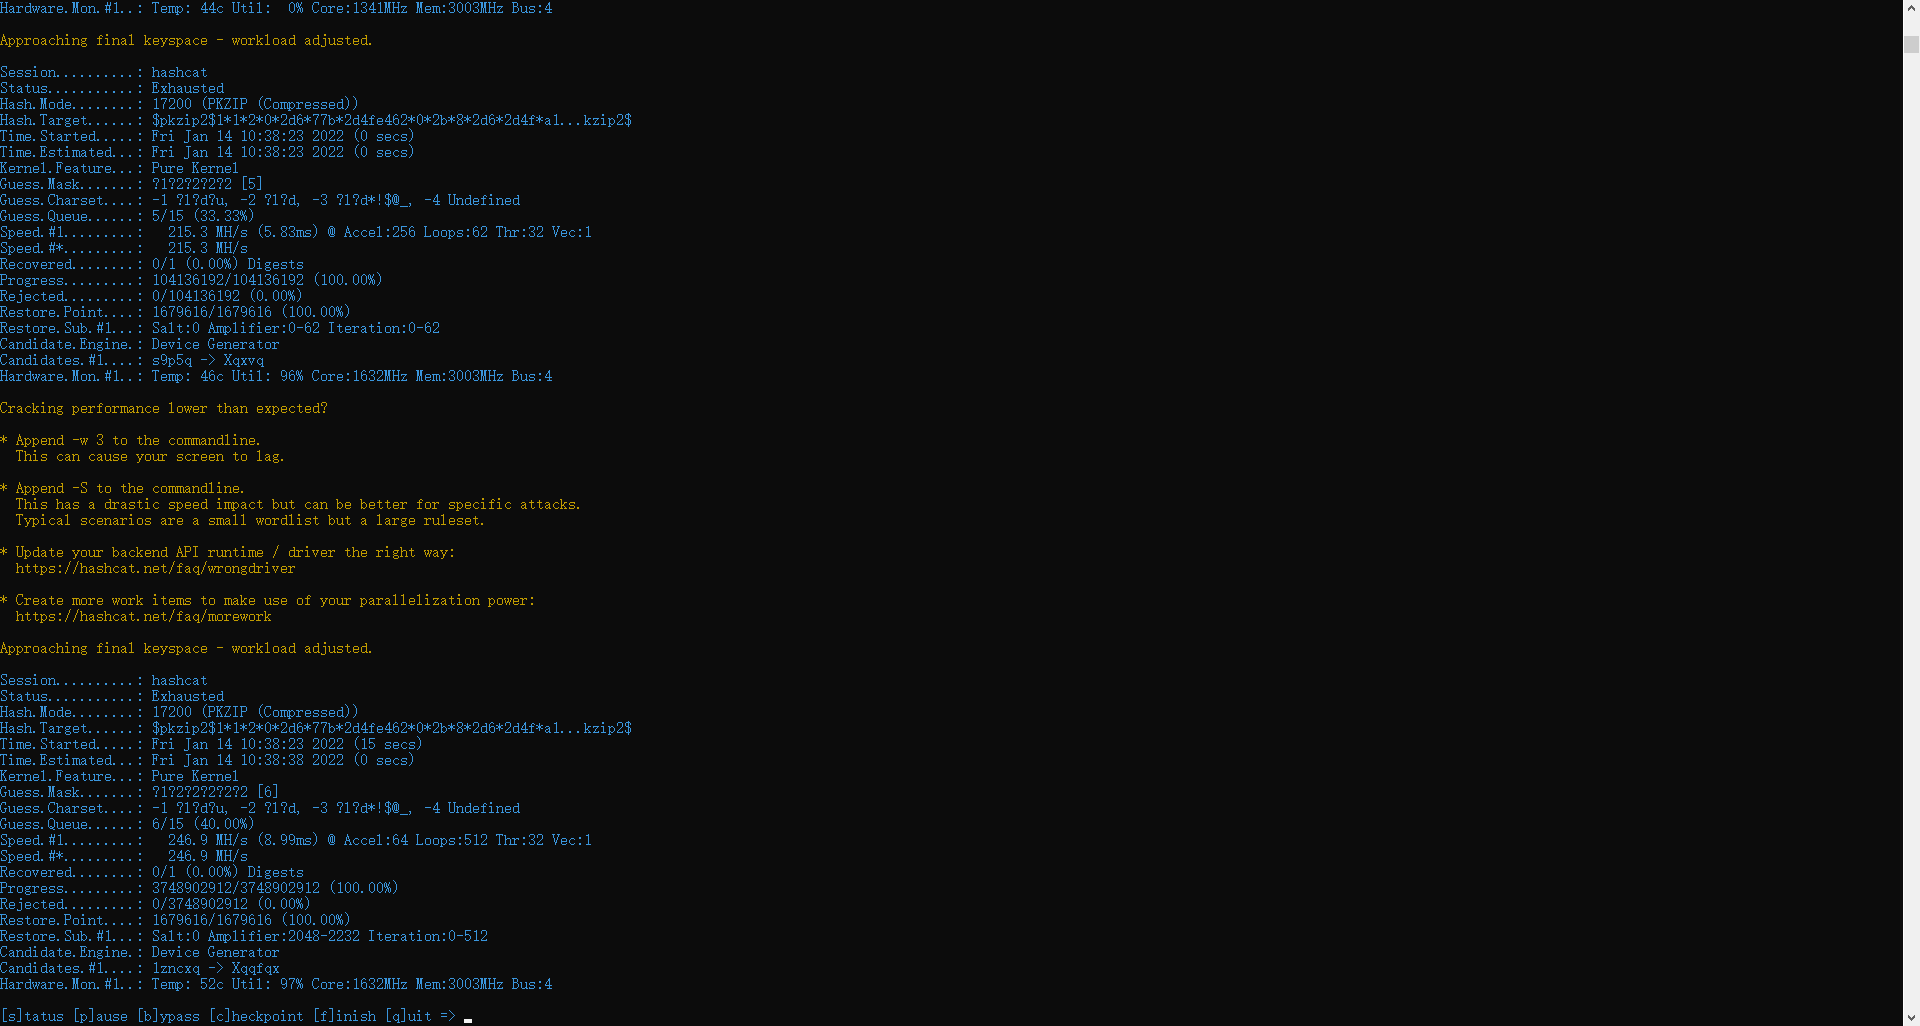 Hardware.Mon.#1..: Temp: 44c Util:  0% Core:1341MHz Mem:3003MHz Bus:4
Approaching final keyspace - workload adjusted.
Session..........: hashcat
Status...........: Exhausted
Hash.Mode........: 17200 (PKZIP (Compressed))
Hash.Target......: $pkzip2$1*1*2*0*2d6*77b*2d4fe462*0*2b*8*2d6*2d4f*a1...kzip2$
Time.Started.....: Fri Jan 14 10:38:23 2022 (0 secs)
Time.Estimated...: Fri Jan 14 10:38:23 2022 (0 secs)
Kernel.Feature...: Pure Kernel
Guess.Mask.......: ?1?2?2?2?2 [5]
Guess.Charset....: -1 ?l?d?u, -2 ?l?d, -3 ?l?d*!$@_, -4 Undefined
Guess.Queue......: 5/15 (33.33%)
Speed.#1.........:   215.3 MH/s (5.83ms) @ Accel:256 Loops:62 Thr:32 Vec:1
Speed.#*.........:   215.3 MH/s
Recovered........: 0/1 (0.00%) Digests
Progress.........: 104136192/104136192 (100.00%)
Rejected.........: 0/104136192 (0.00%)
Restore.Point....: 1679616/1679616 (100.00%)
Restore.Sub.#1...: Salt:0 Amplifier:0-62 Iteration:0-62
Candidate.Engine.: Device Generator
Candidates.#1....: s9p5q -> Xqxvq
Hardware.Mon.#1..: Temp: 46c Util: 96% Core:1632MHz Mem:3003MHz Bus:4
Cracking performance lower than expected?
* Append -w 3 to the commandline.
This can cause your screen to lag.
* Append -S to the commandline.
This has a drastic speed impact but can be better for specific attacks.
Typical scenarios are a small wordlist but a large ruleset.
* Update your backend API runtime / driver the right way:
https://hashcat.net/faq/wrongdriver
* Create more work items to make use of your parallelization power:
https://hashcat.net/faq/morework
Approaching final keyspace - workload adjusted.
Session..........: hashcat
Status...........: Exhausted
Hash.Mode........: 17200 (PKZIP (Compressed))
Hash.Target......: $pkzip2$1*1*2*0*2d6*77b*2d4fe462*0*2b*8*2d6*2d4f*a1...kzip2$
Time.Started.....: Fri Jan 14 10:38:23 2022 (15 secs)
Time.Estimated...: Fri Jan 14 10:38:38 2022 (0 secs)
Kernel.Feature...: Pure Kernel
Guess.Mask.......: ?1?2?2?2?2?2 [6]
Guess.Charset....: -1 ?l?d?u, -2 ?l?d, -3 ?l?d*!$@_, -4 Undefined
Guess.Queue......: 6/15 (40.00%)
Speed.#1.........:   246.9 MH/s (8.99ms) @ Accel:64 Loops:512 Thr:32 Vec:1
Speed.#*.........:   246.9 MH/s
Recovered........: 0/1 (0.00%) Digests
Progress.........: 3748902912/3748902912 (100.00%)
Rejected.........: 0/3748902912 (0.00%)
Restore.Point....: 1679616/1679616 (100.00%)
Restore.Sub.#1...: Salt:0 Amplifier:2048-2232 Iteration:0-512
Candidate.Engine.: Device Generator
Candidates.#1....: 1zncxq -> Xqqfqx
Hardware.Mon.#1..: Temp: 52c Util: 97% Core:1632MHz Mem:3003MHz Bus:4
[s]tatus [p]ause [b]ypass [c]heckpoint [f]inish [q]uit =>